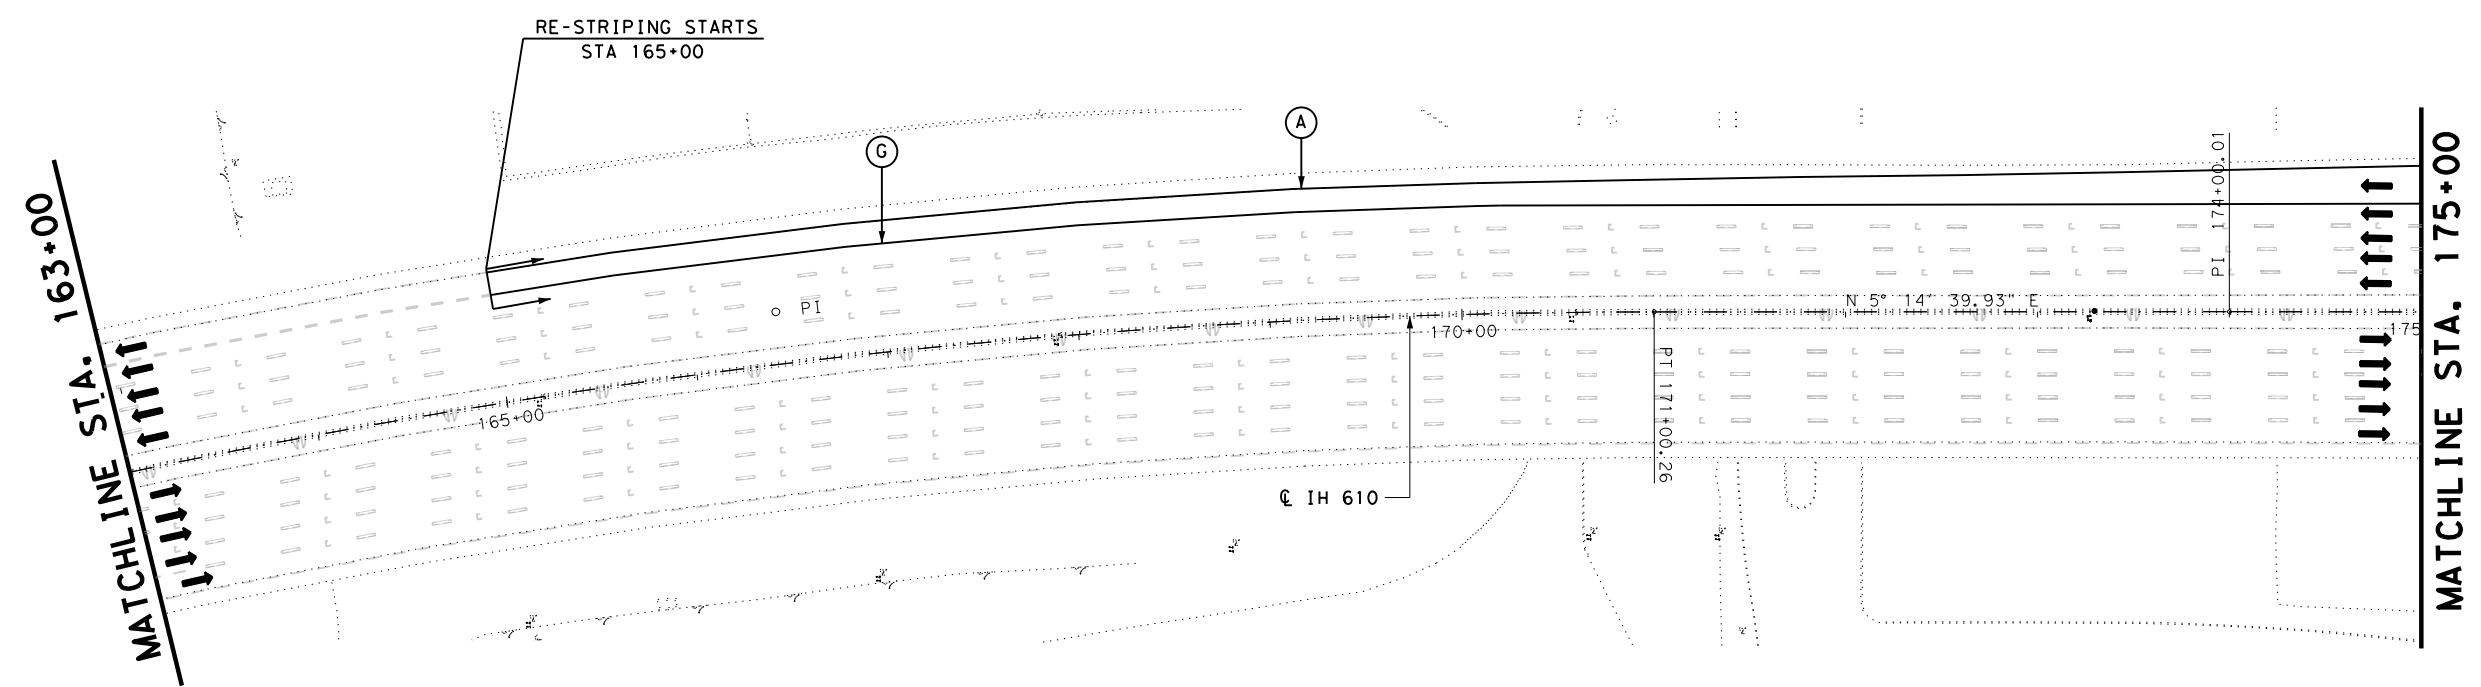 RE-STRIPING STARTS
STA 165+00
G
A
MATCHLINE STA. 163+00
PI
165+00
170+00
℄ IH 610
PT 171+00.26
N 5° 14' 39.93" E
PI 174+00.01
175
MATCHLINE STA. 175+00